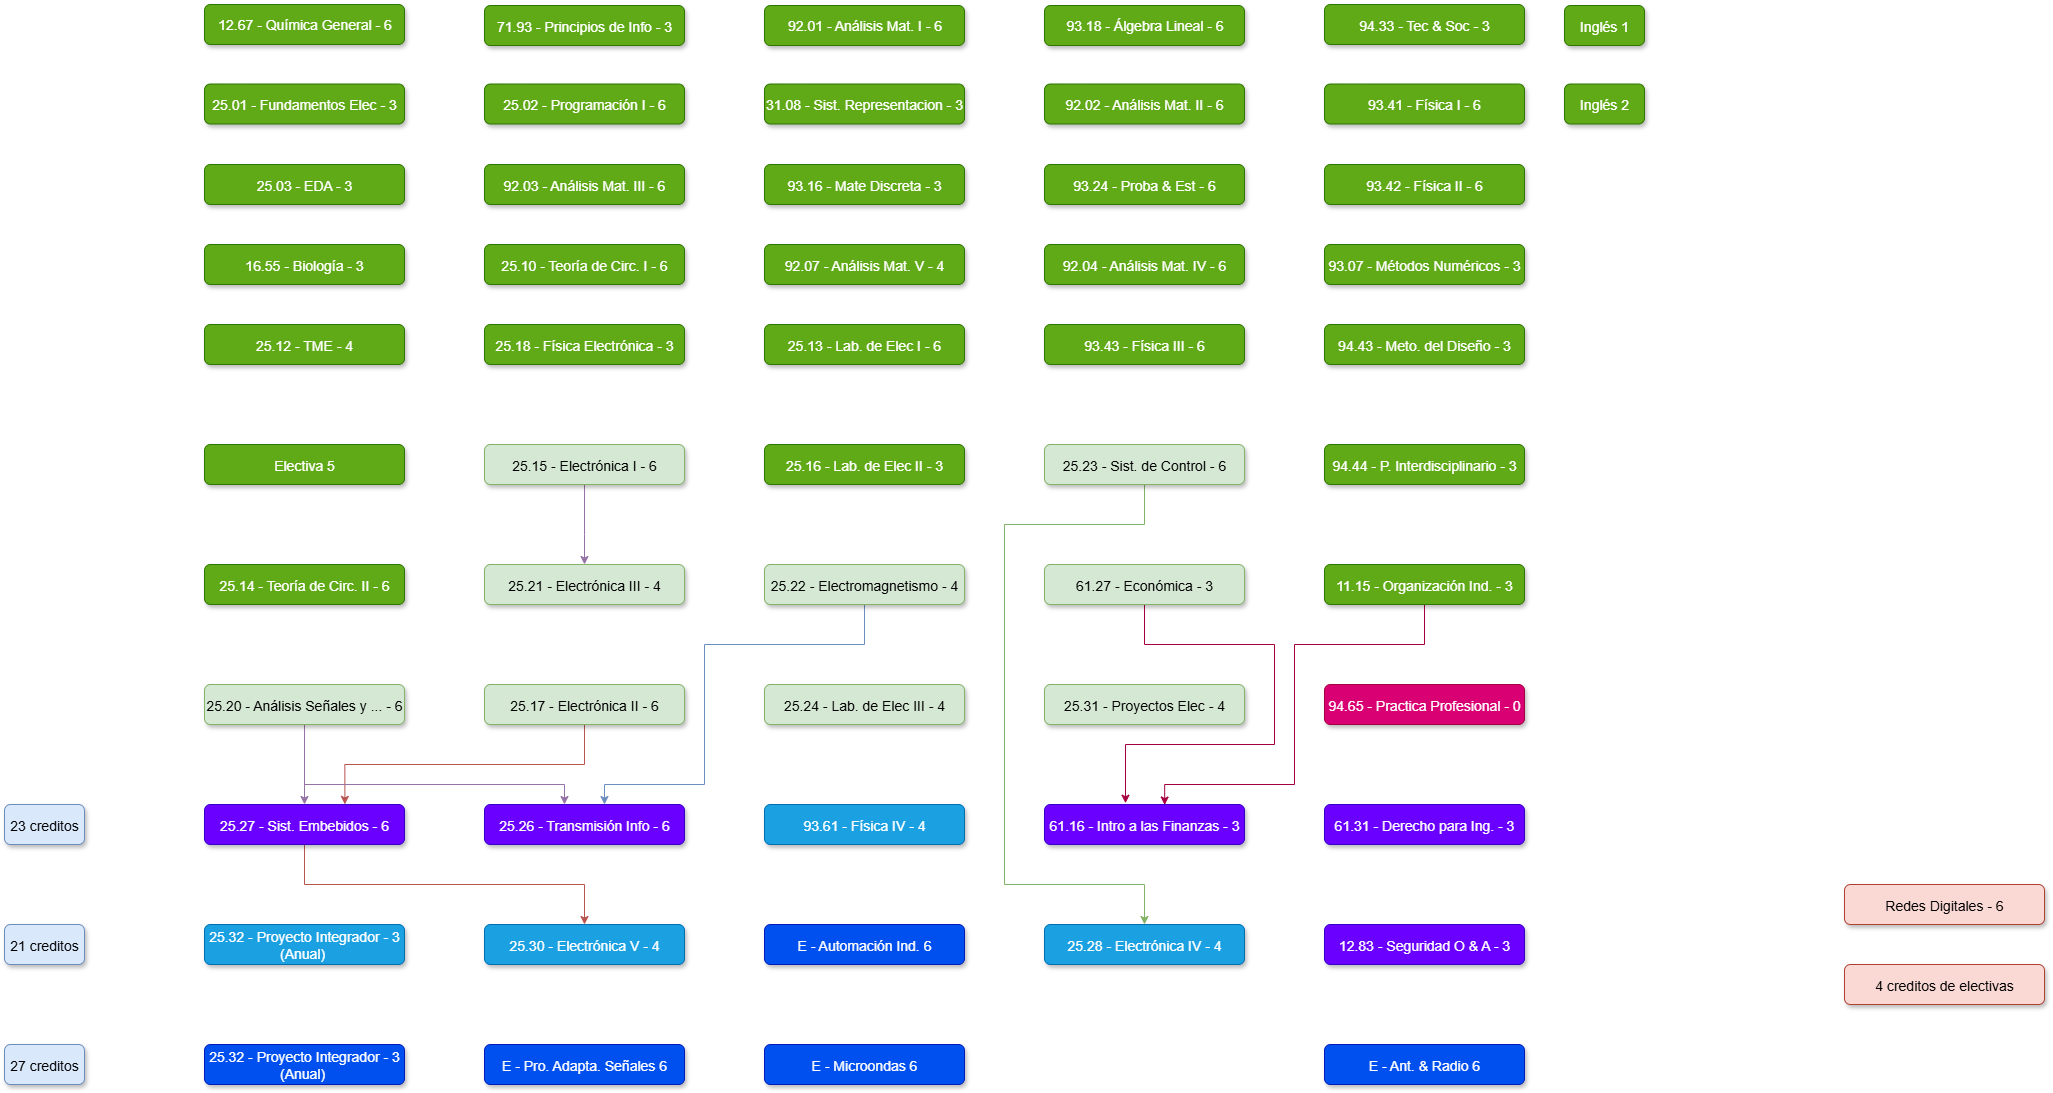 12.67 - Química General - 6
71.93 - Principios de Info - 3
92.01 - Análisis Mat. I - 6
93.18 - Álgebra Lineal - 6
94.33 - Tec & Soc - 3
Inglés 1
25.01 - Fundamentos Elec - 3
25.02 - Programación I - 6
31.08 - Sist. Representacion - 3
92.02 - Análisis Mat. II - 6
93.41 - Física I - 6
Inglés 2
25.03 - EDA - 3
92.03 - Análisis Mat. III - 6
93.16 - Mate Discreta - 3
93.24 - Proba & Est - 6
93.42 - Física II - 6
16.55 - Biología - 3
25.10 - Teoría de Circ. I - 6
92.07 - Análisis Mat. V - 4
92.04 - Análisis Mat. IV - 6
93.07 - Métodos Numéricos - 3
25.12 - TME - 4
25.18 - Física Electrónica - 3
25.13 - Lab. de Elec I - 6
93.43 - Física III - 6
94.43 - Meto. del Diseño - 3
Electiva 5
25.15 - Electrónica I - 6
25.16 - Lab. de Elec II - 3
25.23 - Sist. de Control - 6
94.44 - P. Interdisciplinario - 3
25.14 - Teoría de Circ. II - 6
25.21 - Electrónica III - 4
25.22 - Electromagnetismo - 4
61.27 - Económica - 3
11.15 - Organización Ind. - 3
25.20 - Análisis Señales y ... - 6
25.17 - Electrónica II - 6
25.24 - Lab. de Elec III - 4
25.31 - Proyectos Elec - 4
94.65 - Practica Profesional - 0
23 creditos
25.27 - Sist. Embebidos - 6
25.26 - Transmisión Info - 6
93.61 - Física IV - 4
61.16 - Intro a las Finanzas - 3
61.31 - Derecho para Ing. - 3
Redes Digitales - 6
21 creditos
25.32 - Proyecto Integrador - 3
(Anual)
25.30 - Electrónica V - 4
E - Automación Ind. 6
25.28 - Electrónica IV - 4
12.83 - Seguridad O & A - 3
4 creditos de electivas
27 creditos
25.32 - Proyecto Integrador - 3
(Anual)
E - Pro. Adapta. Señales 6
E - Microondas 6
E - Ant. & Radio 6